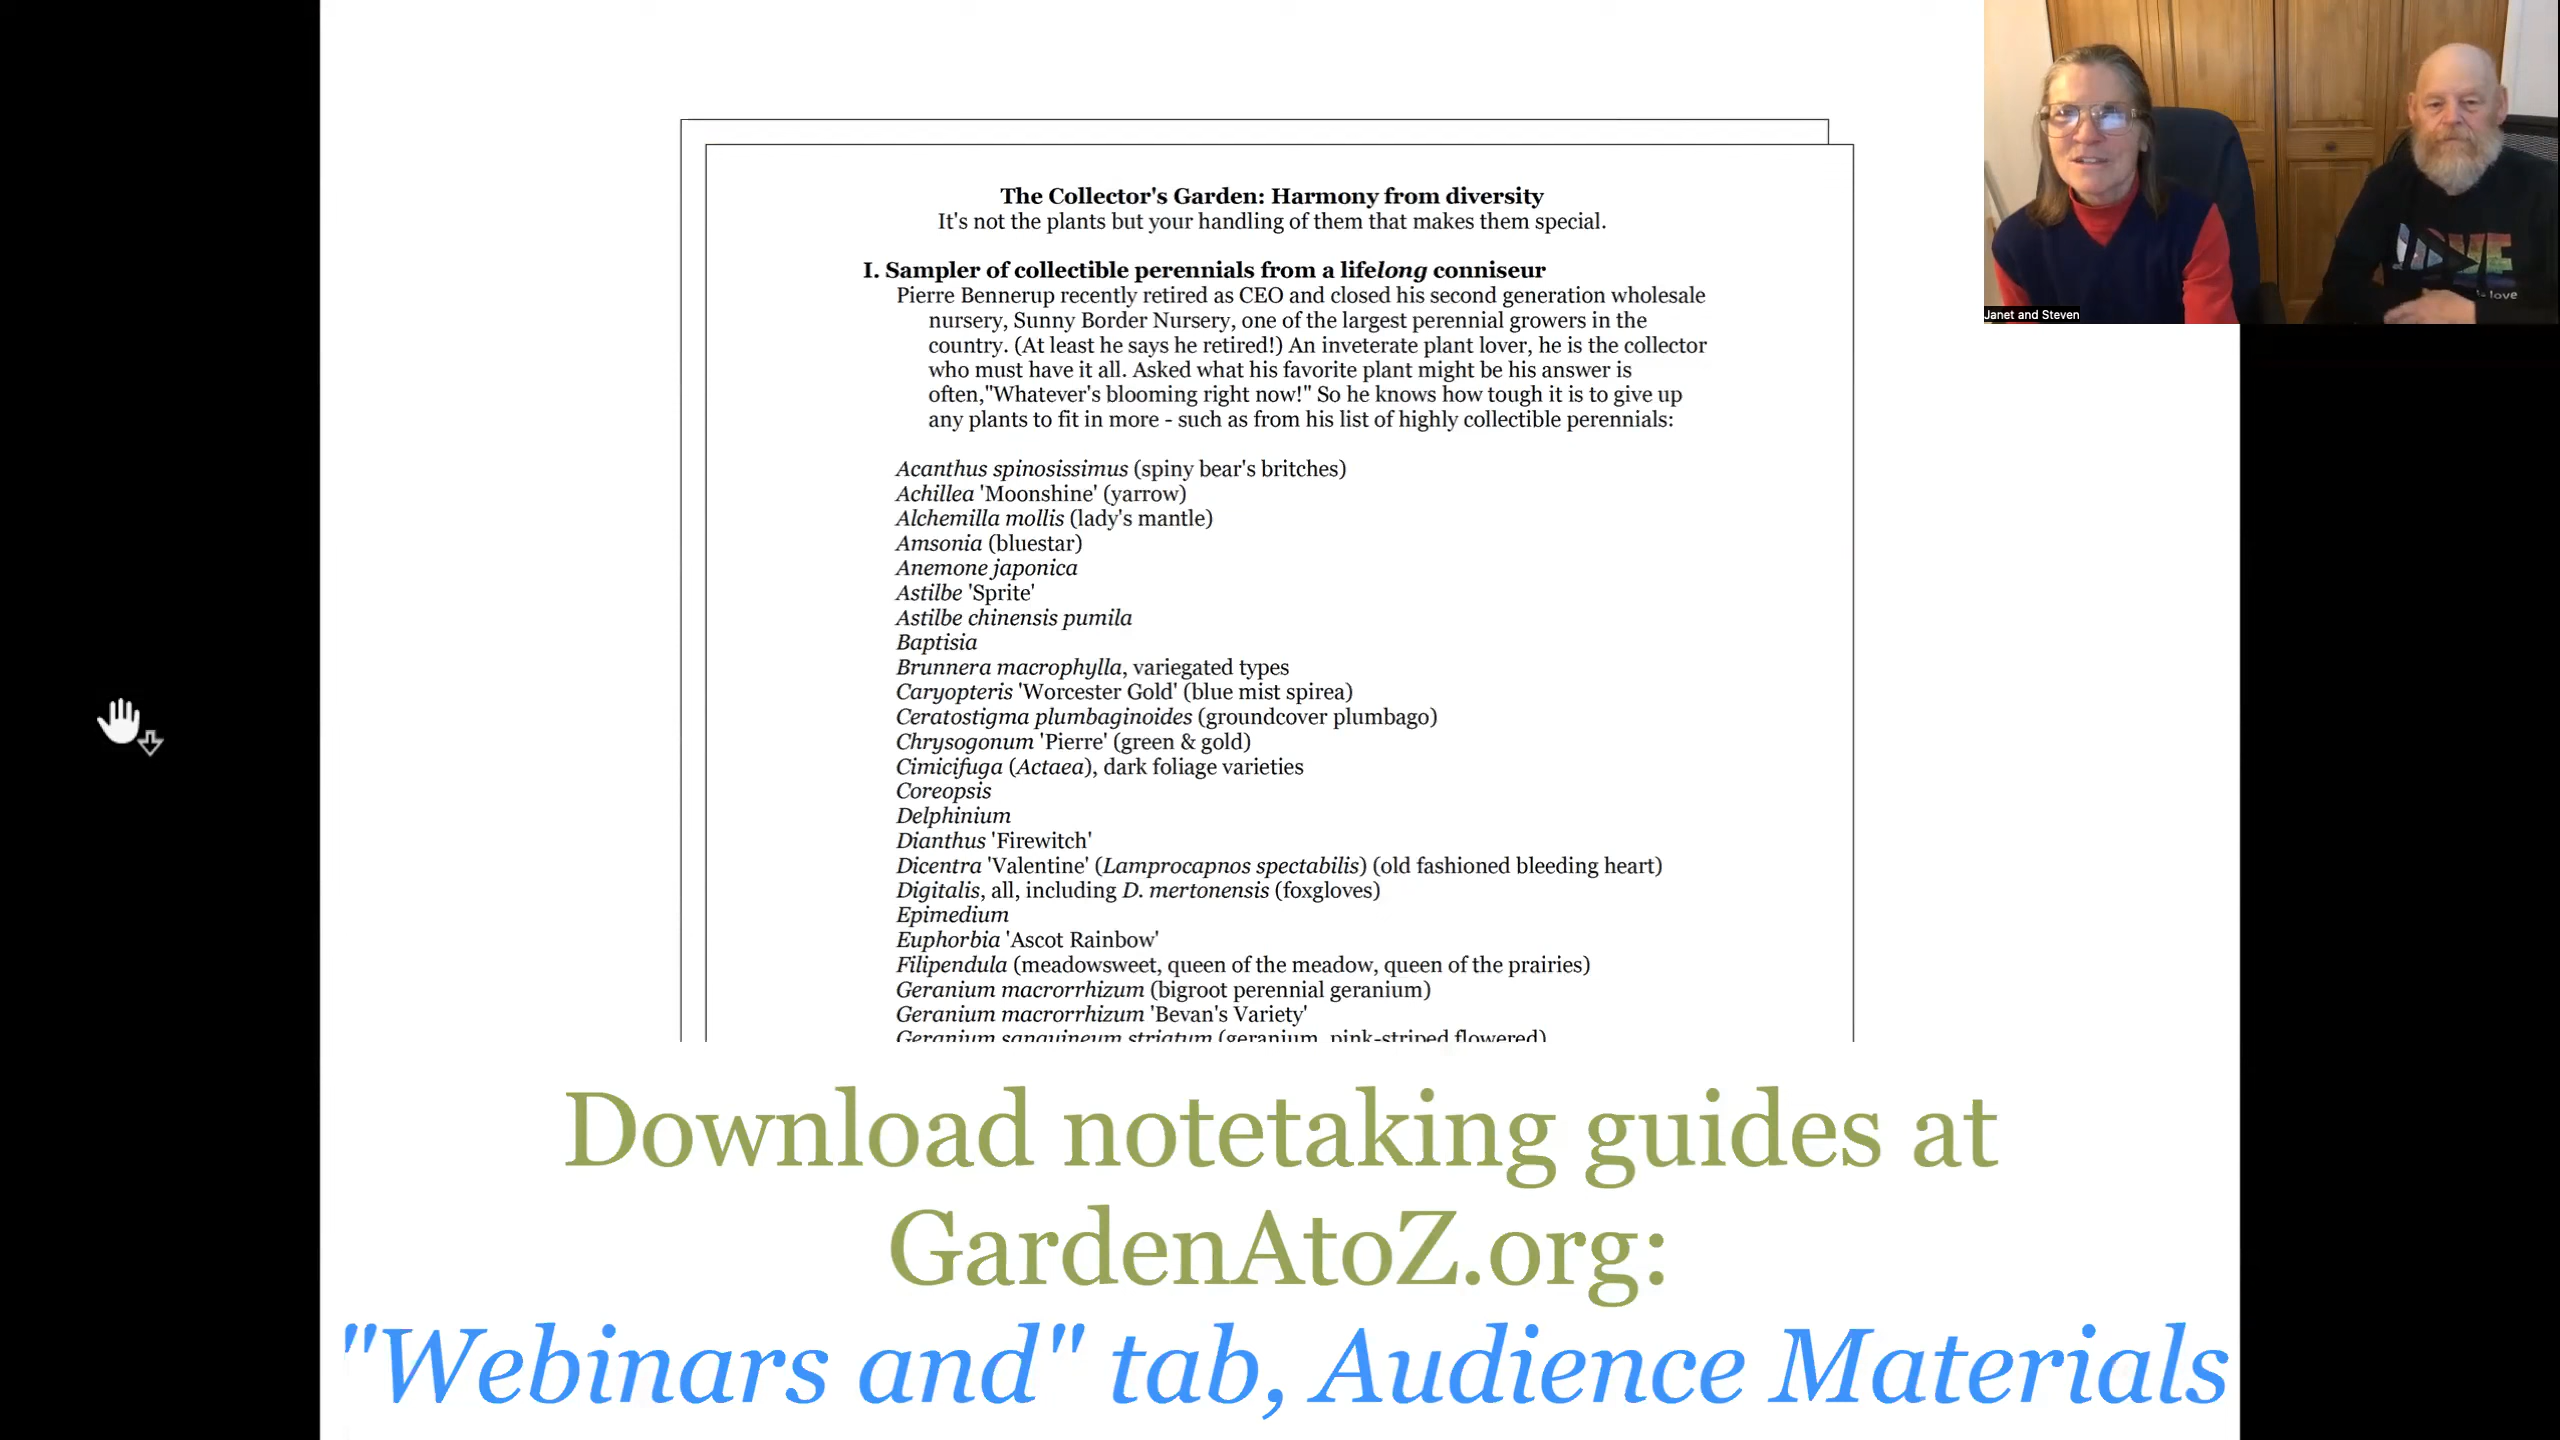 The Collector's Garden: Harmony from diversity
It's not the plants but your handling of them that makes them special.
I. Sampler of collectible perennials from a lifelong conniseur
Pierre Bennerup recently retired as CEO and closed his second generation wholesale
nursery, Sunny Border Nursery, one of the largest perennial growers in the
country. (At least he says he retired!) An inveterate plant lover, he is the collector
who must have it all. Asked what his favorite plant might be his answer is
often,"Whatever's blooming right now!" So he knows how tough it is to give up
any plants to fit in more - such as from his list of highly collectible perennials:
Acanthus spinosissimus (spiny bear's britches)
Achillea 'Moonshine' (yarrow)
Alchemilla mollis (lady's mantle)
Amsonia (bluestar)
Anemone japonica
Astilbe 'Sprite'
Astilbe chinensis pumila
Baptisia
Brunnera macrophylla, variegated types
Caryopteris 'Worcester Gold' (blue mist spirea)
Ceratostigma plumbaginoides (groundcover plumbago)
Chrysogonum 'Pierre' (green & gold)
Cimicifuga (Actaea), dark foliage varieties
Coreopsis
Delphinium
Dianthus 'Firewitch'
Dicentra 'Valentine' (Lamprocapnos spectabilis) (old fashioned bleeding heart)
Digitalis, all, including D. mertonensis (foxgloves)
Epimedium
Euphorbia 'Ascot Rainbow'
Filipendula (meadowsweet, queen of the meadow, queen of the prairies)
Geranium macrorrhizum (bigroot perennial geranium)
Geranium macrorrhizum 'Bevan's Variety'
Geranium sanguineum striatum (geranium, pink-striped flowered)
Download notetaking guides at
GardenAtoZ.org:
"Webinars and" tab, Audience Materials
Janet and Steven
LOVE
is love